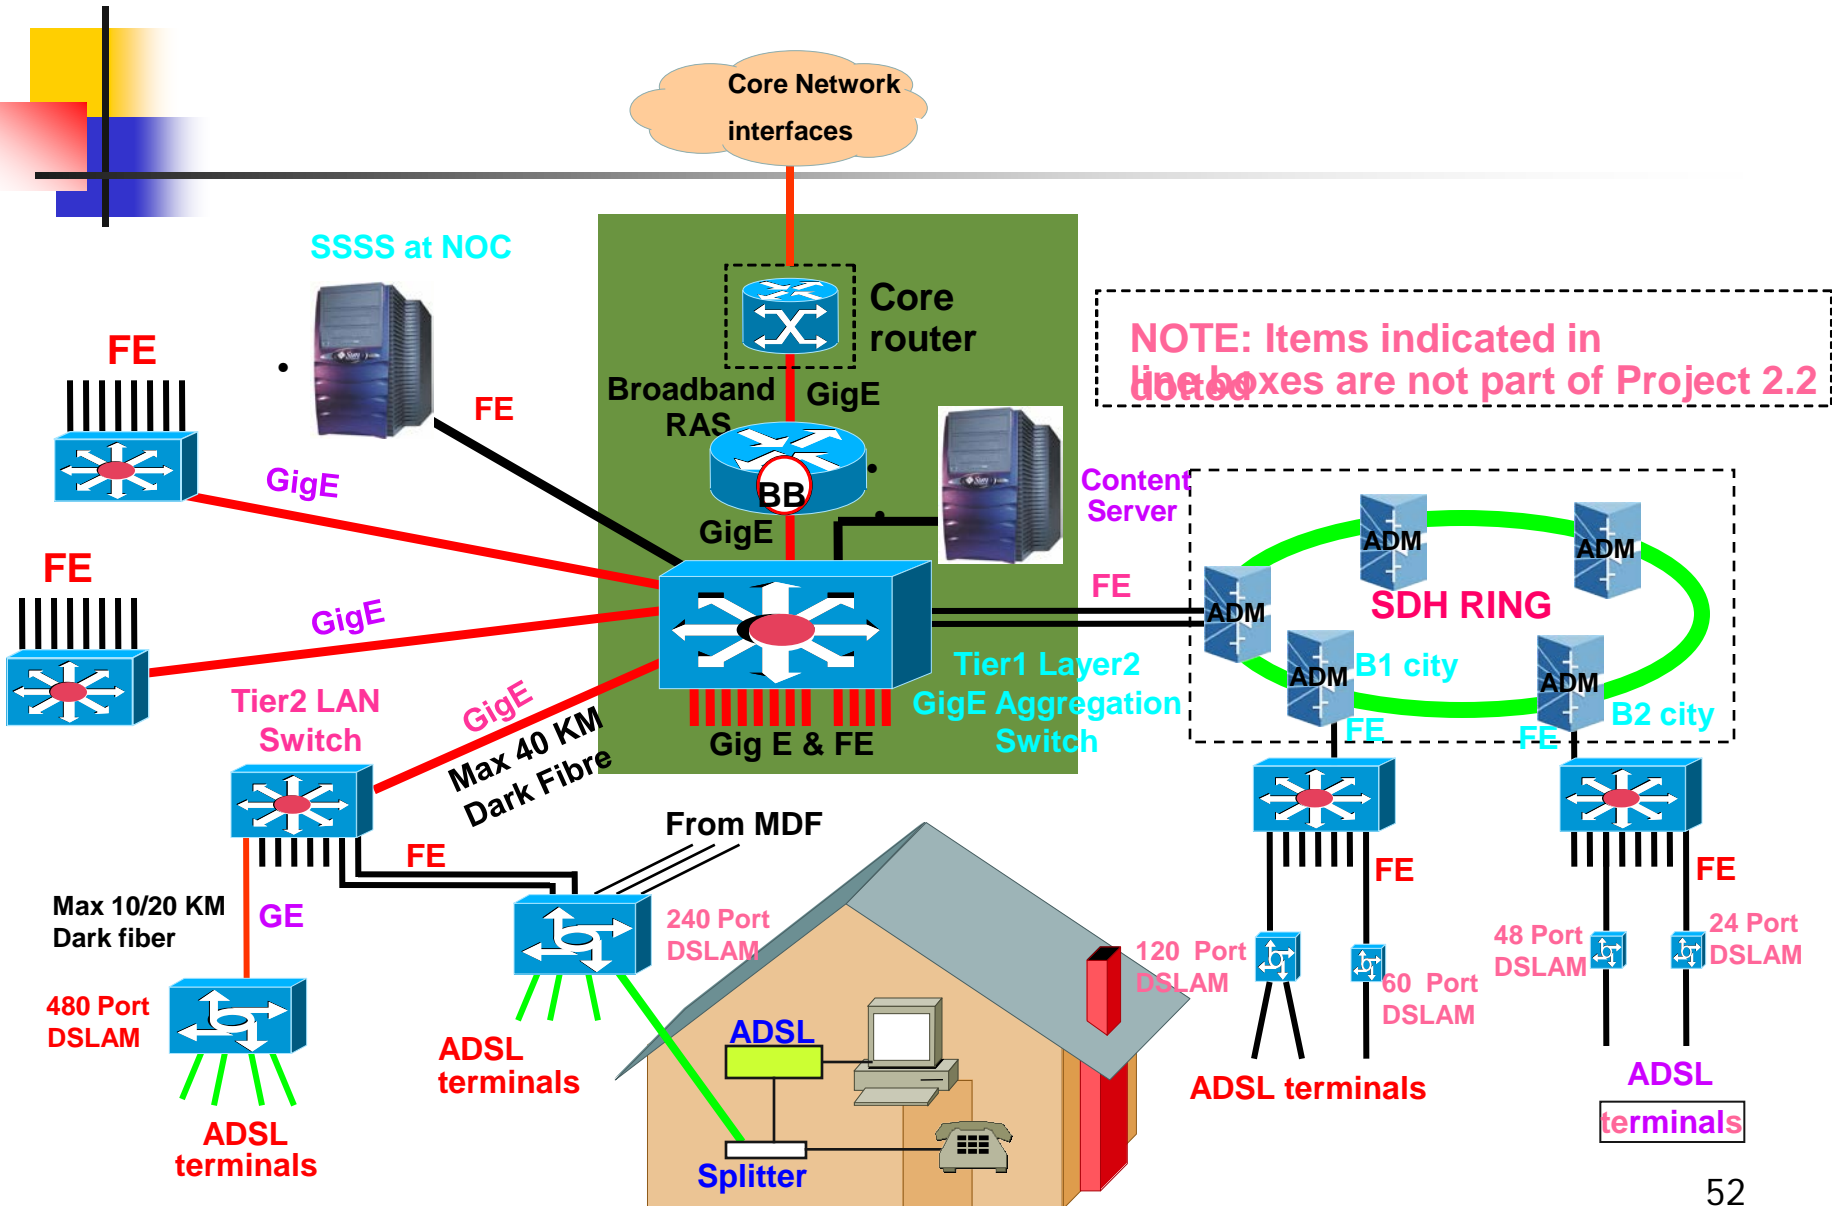 Core Network
interfaces
SSSS at NOC
Core
router
NOTE: Items indicated in
dotted
line boxes are not part of Project 2.2
FE
FE
Broadband
RAS
GigE
GigE
BB
GigE
Content
Server
ADM
ADM
ADM
ADM
ADM
SDH RING
FE
FE
GigE
B1 city
B2 city
FE
FE
Tier1 Layer2
GigE Aggregation
Switch
Tier2 LAN
Switch
GigE
Max 40 KM
Dark Fibre
Gig E & FE
From MDF
FE
FE
FE
Max 10/20 KM
Dark fiber
GE
240 Port
DSLAM
120 Port
DSLAM
60 Port
DSLAM
48 Port
DSLAM
24 Port
DSLAM
480 Port
DSLAM
ADSL
terminals
ADSL
Splitter
ADSL terminals
ADSL
terminals
ADSL
terminals
52